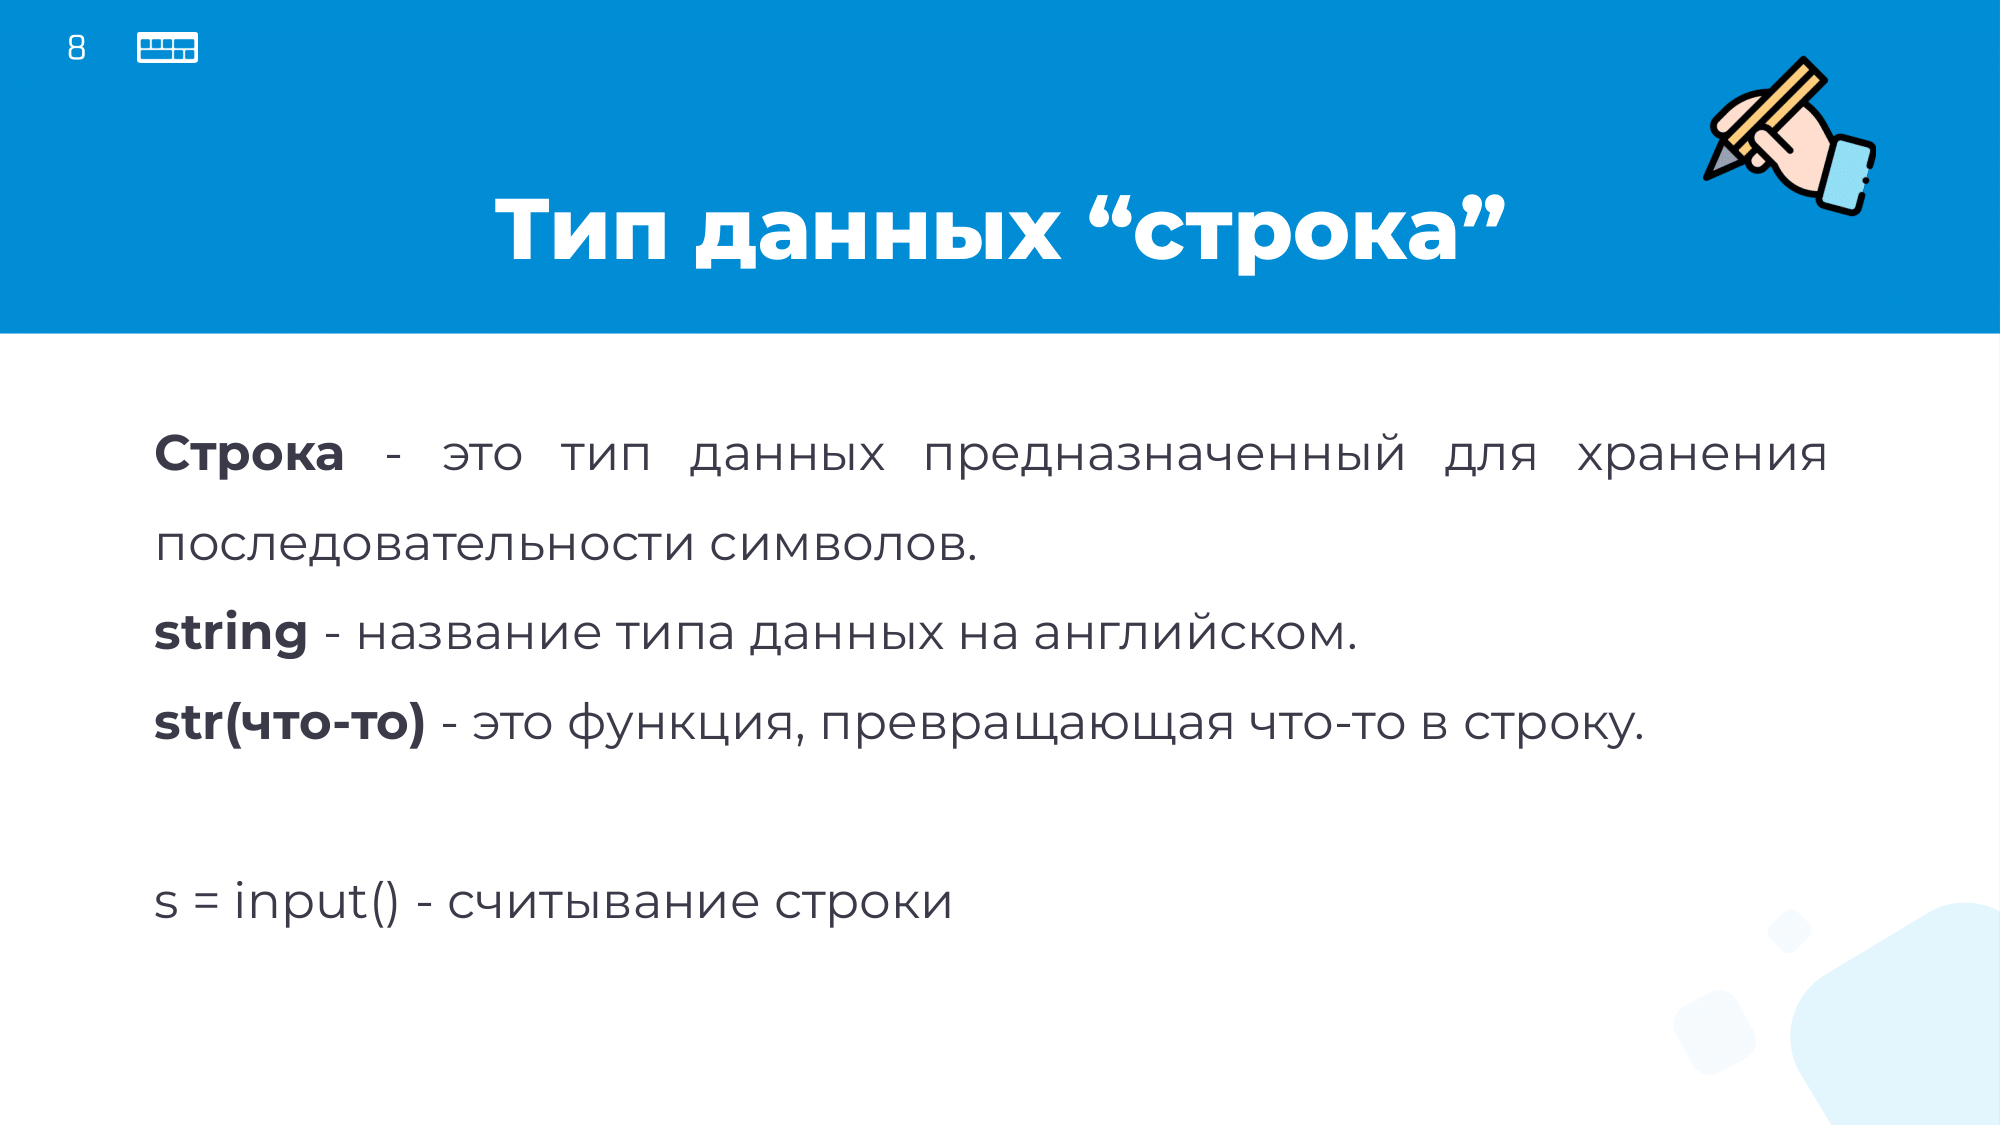 8
Тип данных “строка”
Строка - это тип данных предназначенный для хранения
последовательности символов.
string - название типа данных на английском.
str(что-то) - это функция, превращающая что-то в строку.
s = input() - считывание строки